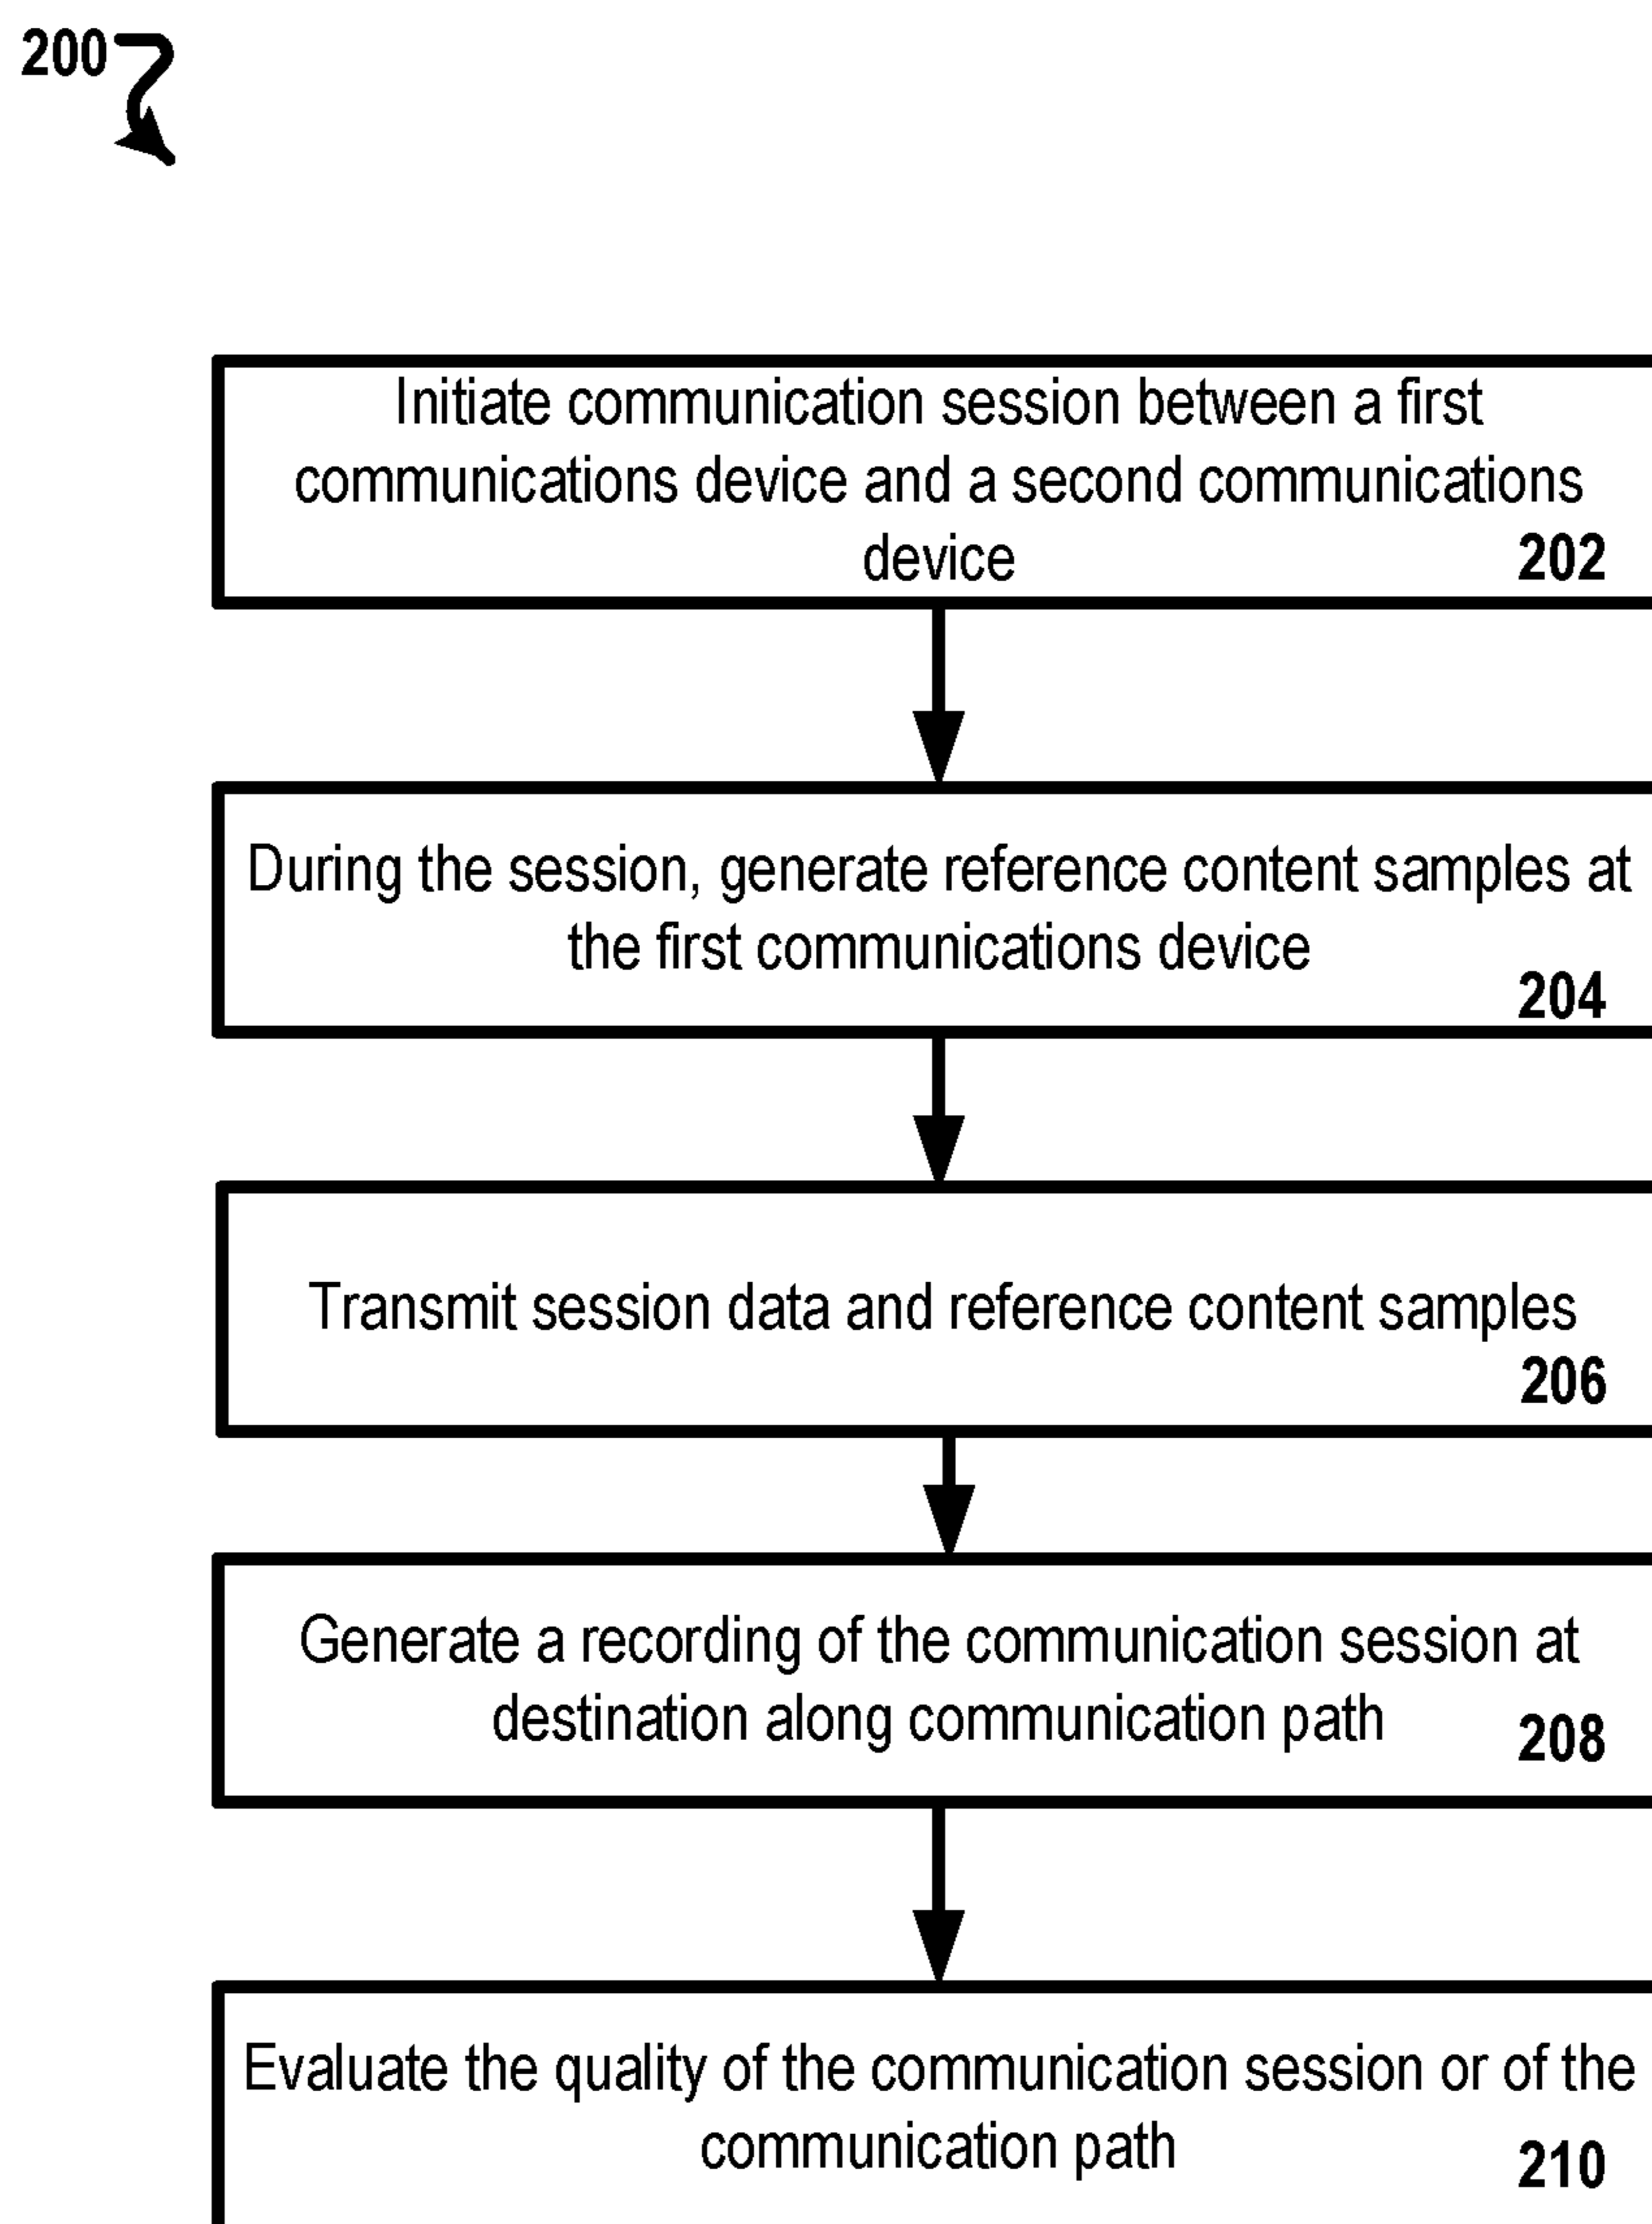 200
Initiate communication session between a first
communications device and a second communications
device
202
During the session, generate reference content samples at
the first communications device
204
Transmit session data and reference content samples
206
Generate a recording of the communication session at
destination along communication path
208
Evaluate the quality of the communication session or of the
communication path
210